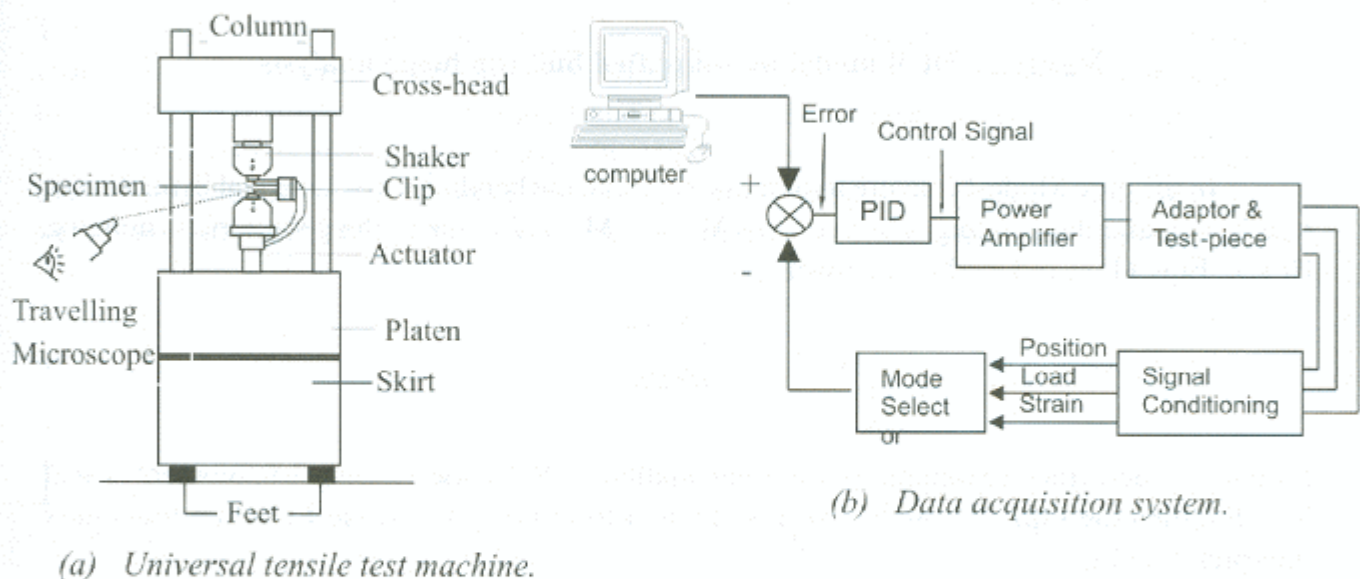 Column
Cross-head
Shaker
Specimen
Clip
Actuator
Travelling
Microscope
Platen
Skirt
Feet
(a) Universal tensile test machine.
computer
Error
Control Signal
+
PID
Power
Amplifier
Adaptor &
Test-piece
-
Mode
Select
or
Position
Load
Strain
Signal
Conditioning
(b) Data acquisition system.